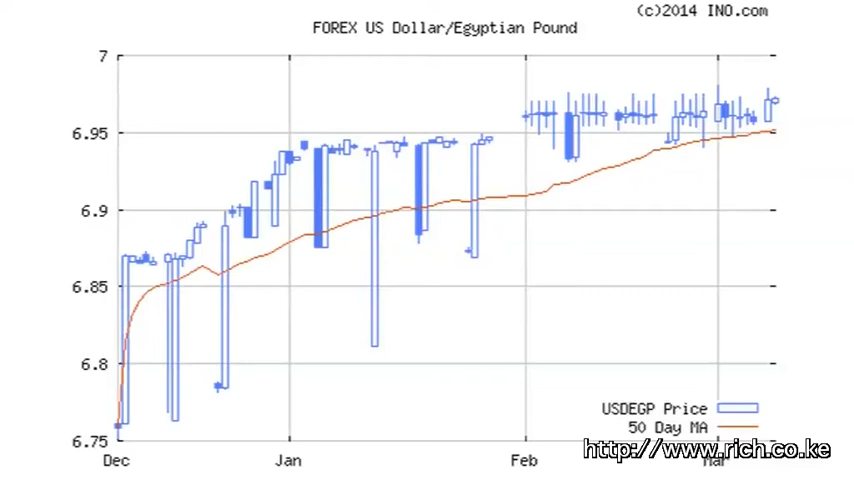 (c)2014 INO.com
FOREX US Dollar/Egyptian Pound
7
6.95
6.9
6.85
6.8
6.75
USDEGP Price
50 Day MA
http://www.rich.co.ke
Dec Jan Feb Mar